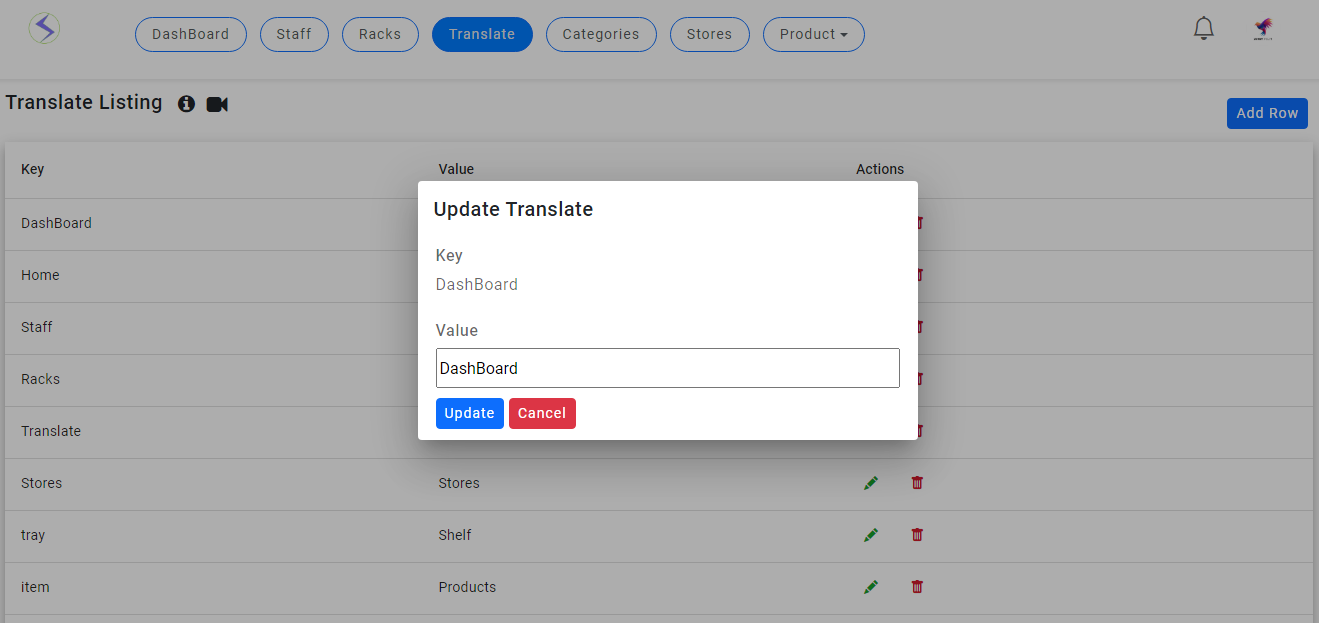 DashBoard Staff Racks Translate Categories Stores Product
Translate Listing
Add Row
Key Value Actions
DashBoard
Home
Staff
Racks
Translate
Stores Stores
tray Shelf
item Products
Update Translate
Key
DashBoard
Value
DashBoard
Update Cancel